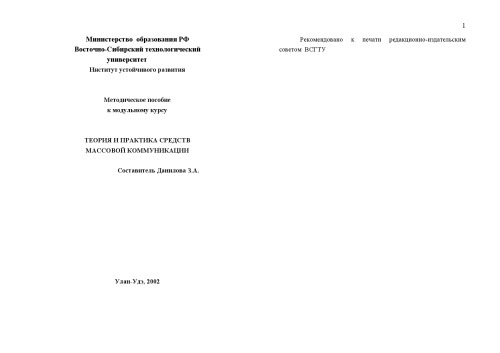 Министерство образования РФ
Восточно-Сибирский технологический
университет
Институт устойчивого развития
Методическое пособие
к модульному курсу
ТЕОРИЯ И ПРАКТИКА СРЕДСТВ
МАССОВОЙ КОММУНИКАЦИИ
Составитель Данилова З.А.
Улан-Удэ, 2002
1
Рекомендовано к печати редакционно-издательским
советом ВСГТУ